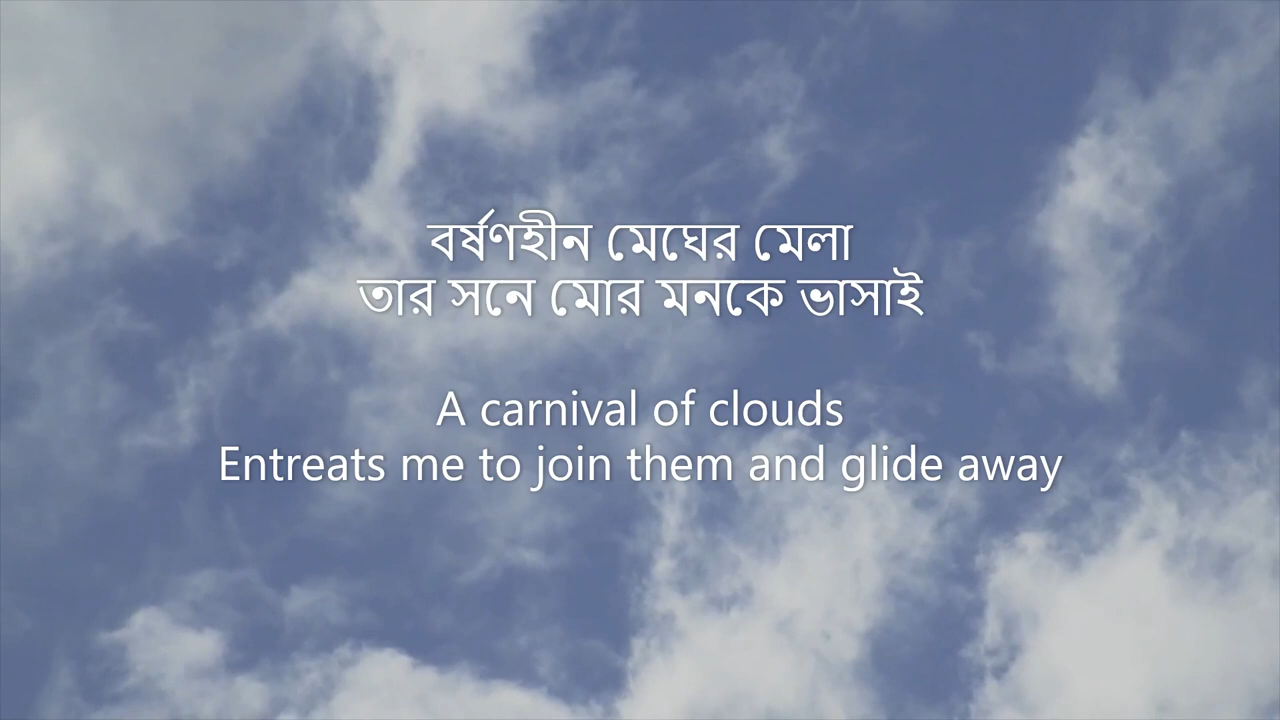 বর্ষণহীন মেঘের মেলা
তার সনে মোর মনকে ভাসাই
A carnival of clouds
Entreats me to join them and glide away